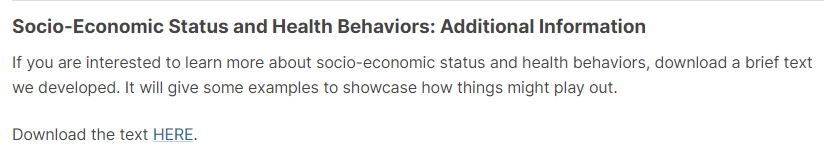 Socio-Economic Status and Health Behaviors: Additional Information
If you are interested to learn more about socio-economic status and health behaviors, download a brief text
we developed. It will give some examples to showcase how things might play out.
Download the text HERE.